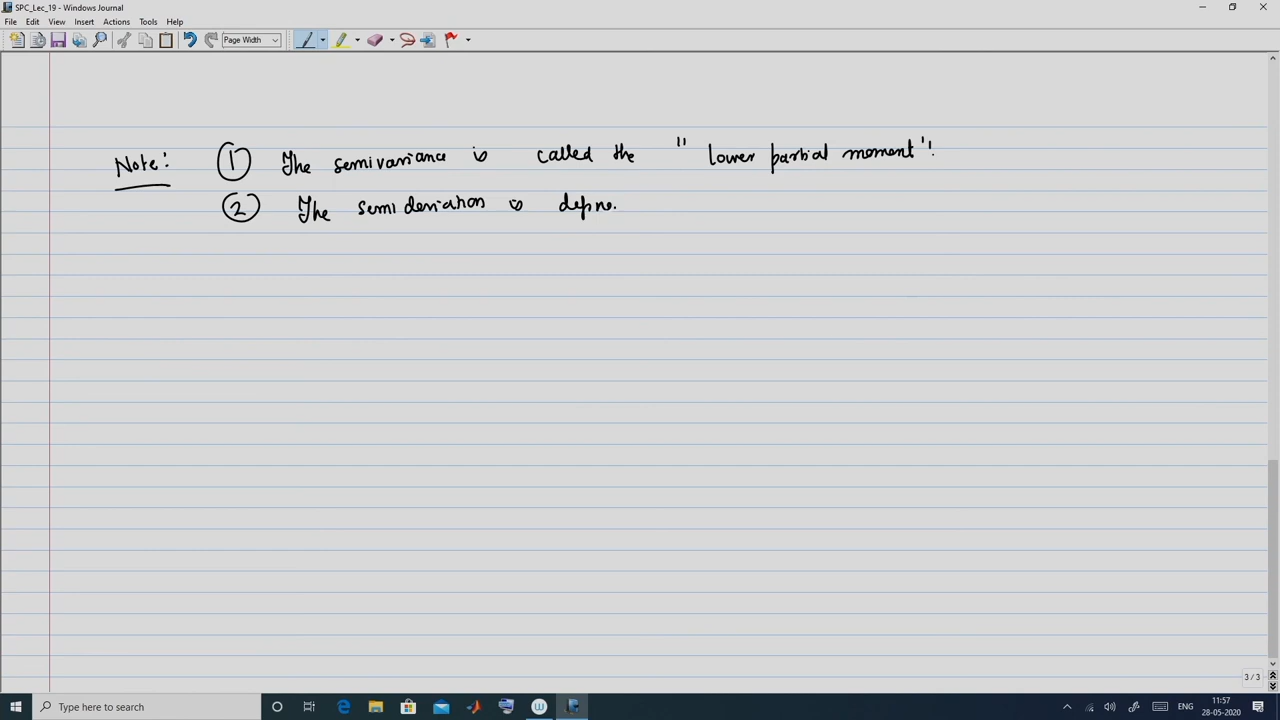 SPC_Lec_19 - Windows Journal
File Edit View Insert Actions Tools Help
Page Width
Note: 1 The semivariance is called the " lower partial moment".
2 The semideviation is define.
3 / 3
Type here to search
ENG
11:57
28-05-2020